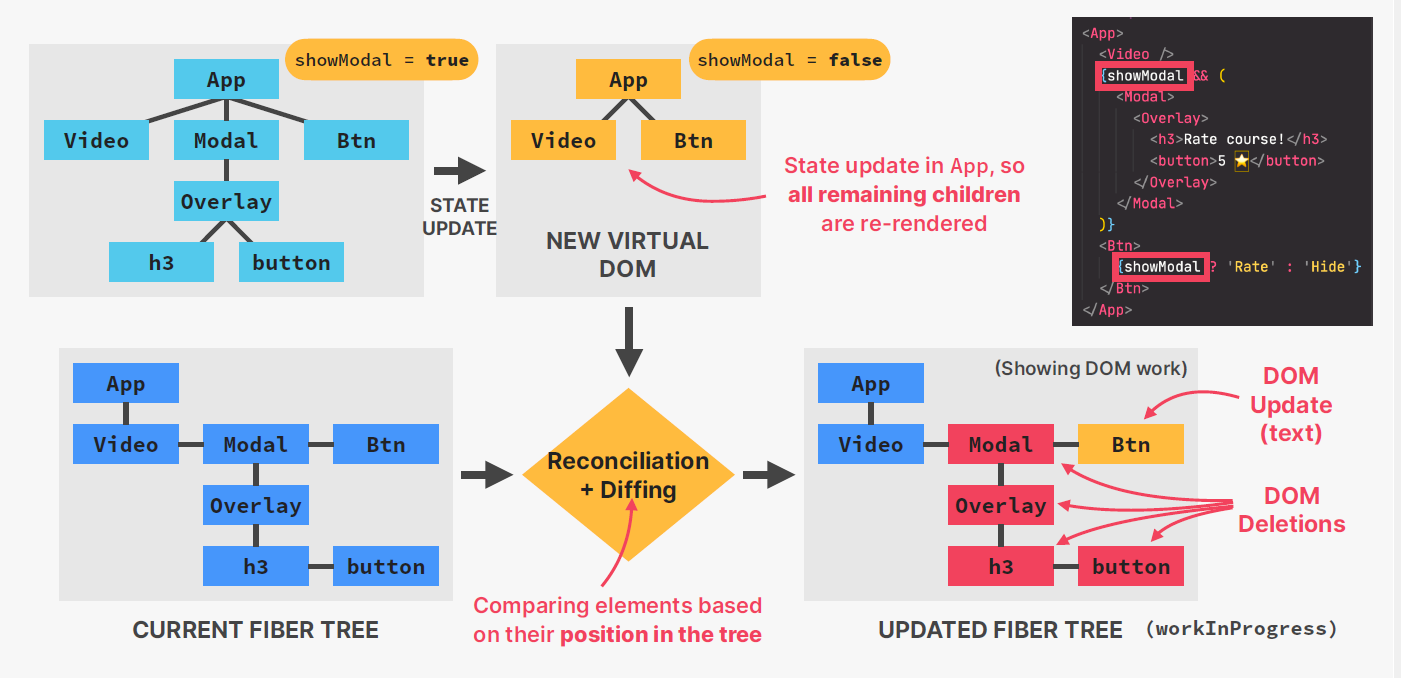 showModal = true
App
Video
Modal
Btn
Overlay
h3
button
STATE
UPDATE
showModal = false
App
Video
Btn
NEW VIRTUAL
DOM
State update in App, so
all remaining children
are re-rendered
<App>
<Video />
{showModal && (
<Modal>
<Overlay>
<h3>Rate course!</h3>
<button>5 ⭐</button>
</Overlay>
</Modal>
)}
<Btn>
{showModal ? 'Rate' : 'Hide'}
</Btn>
</App>
App
Video
Modal
Btn
Overlay
h3
button
CURRENT FIBER TREE
Reconciliation
+ Diffing
Comparing elements based
on their position in the tree
(Showing DOM work)
App
Video
Modal
Btn
Overlay
h3
button
DOM
Update
(text)
DOM
Deletions
UPDATED FIBER TREE (workInProgress)